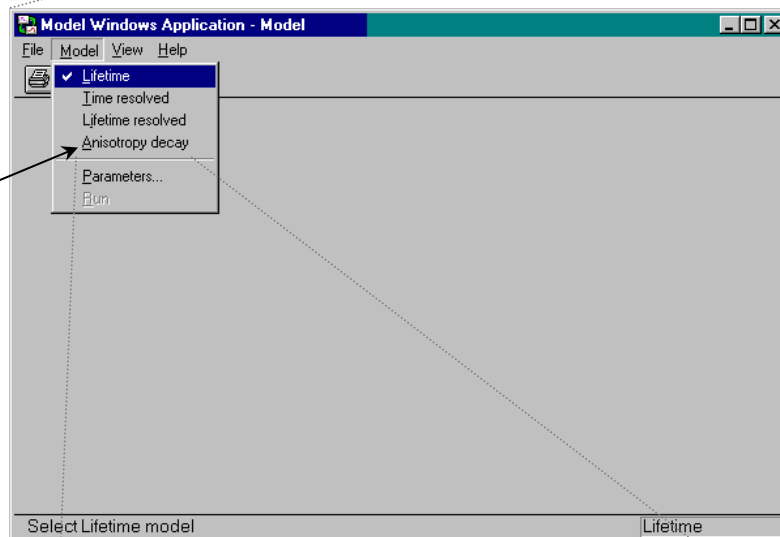 Model Windows Application - Model
File Model View Help
Lifetime
Time resolved
Lifetime resolved
Anisotropy decay
Parameters...
Run
Select Lifetime model Lifetime